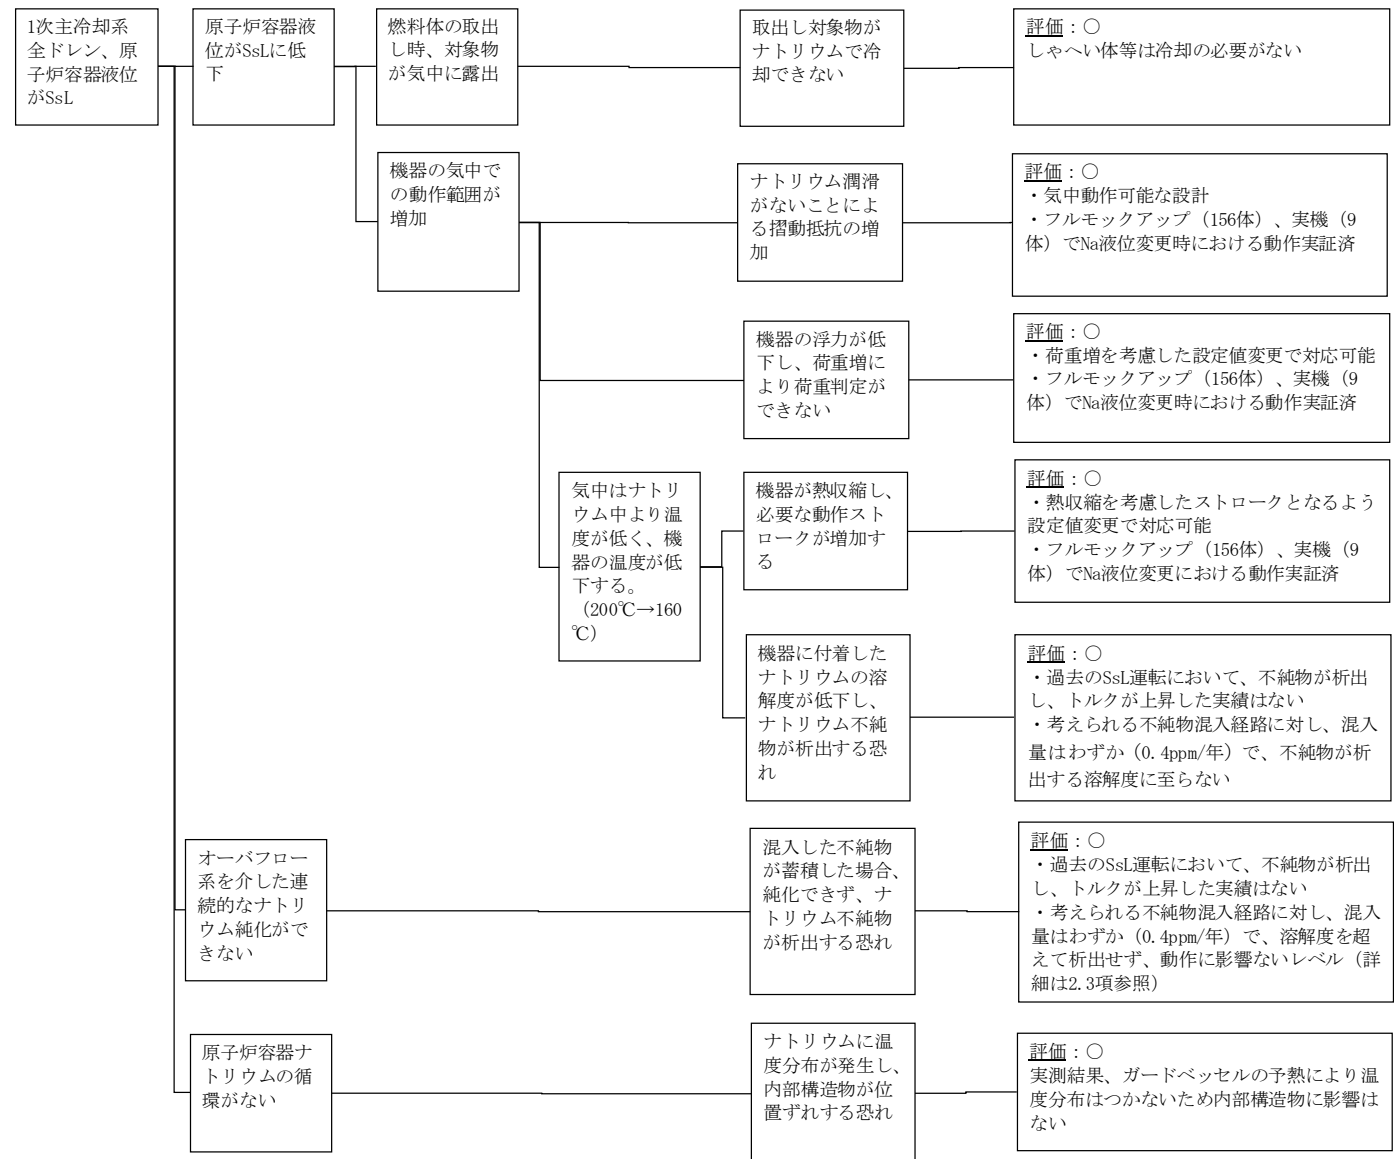 1次主冷却系
全ドレン、原
子炉容器液位
がSsL
原子炉容器液
位がSsLに低
下
燃料体の取出
し時、対象物
が気中に露出
取出し対象物が
ナトリウムで冷
却できない
評価：○
しゃへい体等は冷却の必要がない
機器の気中で
の動作範囲が
増加
ナトリウム潤滑
がないことによ
る摺動抵抗の増
加
評価：○
・気中動作可能な設計
・フルモックアップ（156体）、実機（9
体）でNa液位変更時における動作実証済
機器の浮力が低
下し、荷重増に
より荷重判定が
できない
評価：○
・荷重増を考慮した設定値変更で対応可能
・フルモックアップ（156体）、実機（9
体）でNa液位変更時における動作実証済
気中はナトリ
ウム中より温
度が低く、機
器の温度が低
下する。
（200℃→160
℃）
機器が熱収縮し、
必要な動作スト
ロークが増加す
る
評価：○
・熱収縮を考慮したストロークとなるよう
設定値変更で対応可能
・フルモックアップ（156体）、実機（9
体）でNa液位変更における動作実証済
機器に付着した
ナトリウムの溶
解度が低下し、
ナトリウム不純
物が析出する恐
れ
評価：○
・過去のSsL運転において、不純物が析出
し、トルクが上昇した実績はない
・考えられる不純物混入経路に対し、混入
量はわずか（0.4ppm/年）で、不純物が析
出する溶解度に至らない
オーバフロー
系を介した連
続的なナトリ
ウム純化がで
きない
混入した不純物
が蓄積した場合、
純化できず、ナ
トリウム不純物
が析出する恐れ
評価：○
・過去のSsL運転において、不純物が析出
し、トルクが上昇した実績はない
・考えられる不純物混入経路に対し、混入
量はわずか（0.4ppm/年）で、溶解度を超
えて析出せず、動作に影響ないレベル（詳
細は2.3項参照）
原子炉容器ナ
トリウムの循
環がない
ナトリウムに温
度分布が発生し、
内部構造物が位
置ずれする恐れ
評価：○
実測結果、ガードベッセルの予熱により温
度分布はつかないため内部構造物に影響は
ない